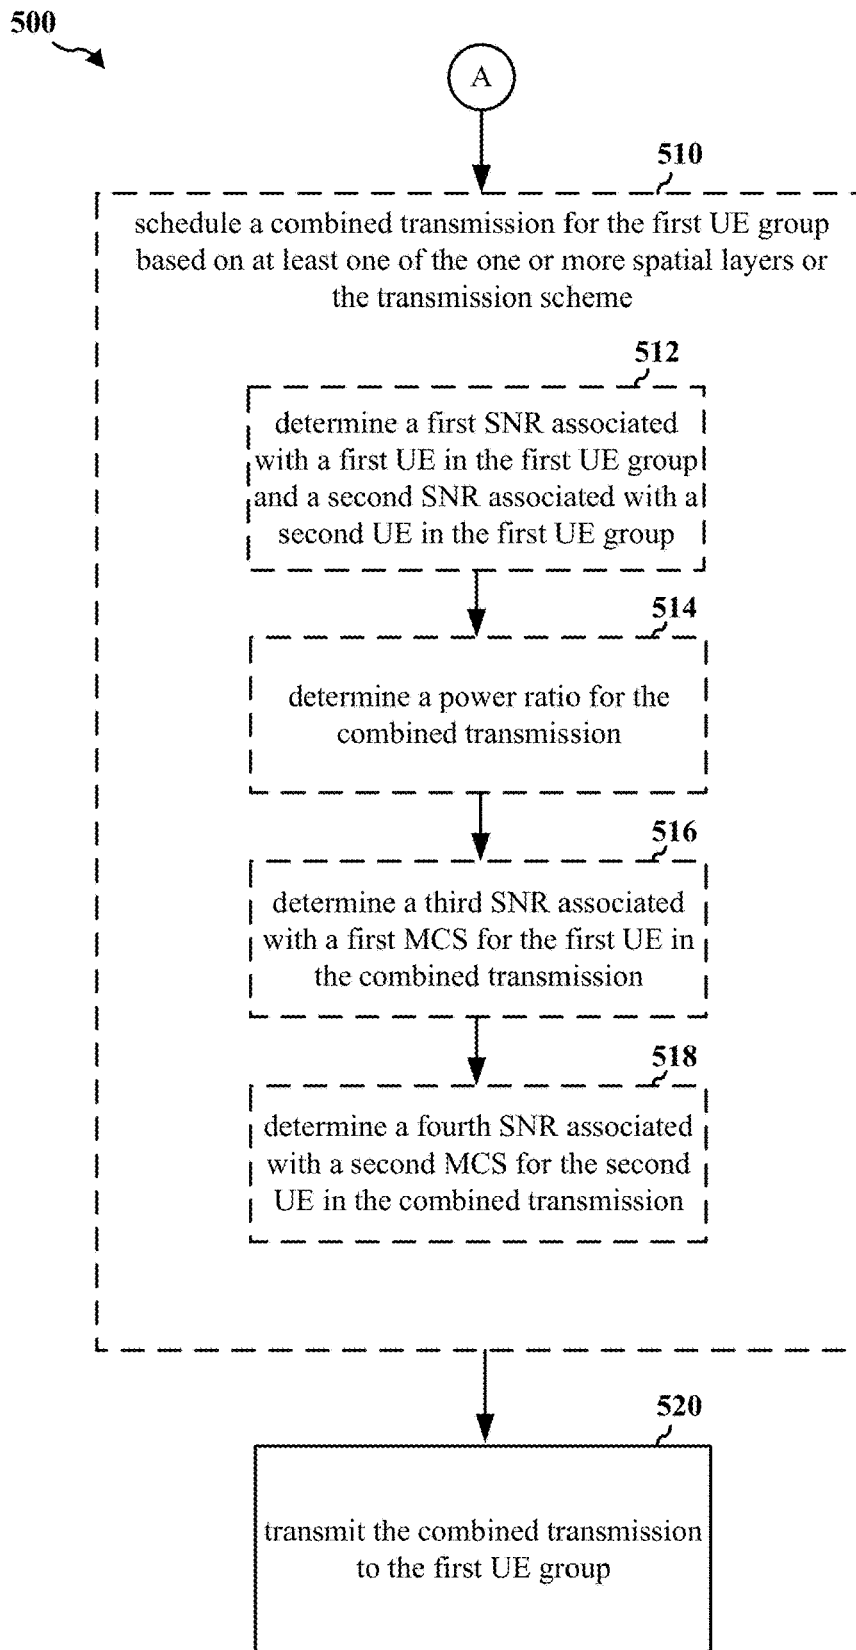 500
A
510
schedule a combined transmission for the first UE group
based on at least one of the one or more spatial layers or
the transmission scheme
512
determine a first SNR associated
with a first UE in the first UE group
and a second SNR associated with a
second UE in the first UE group
514
determine a power ratio for the
combined transmission
516
determine a third SNR associated
with a first MCS for the first UE in
the combined transmission
518
determine a fourth SNR associated
with a second MCS for the second
UE in the combined transmission
520
transmit the combined transmission
to the first UE group